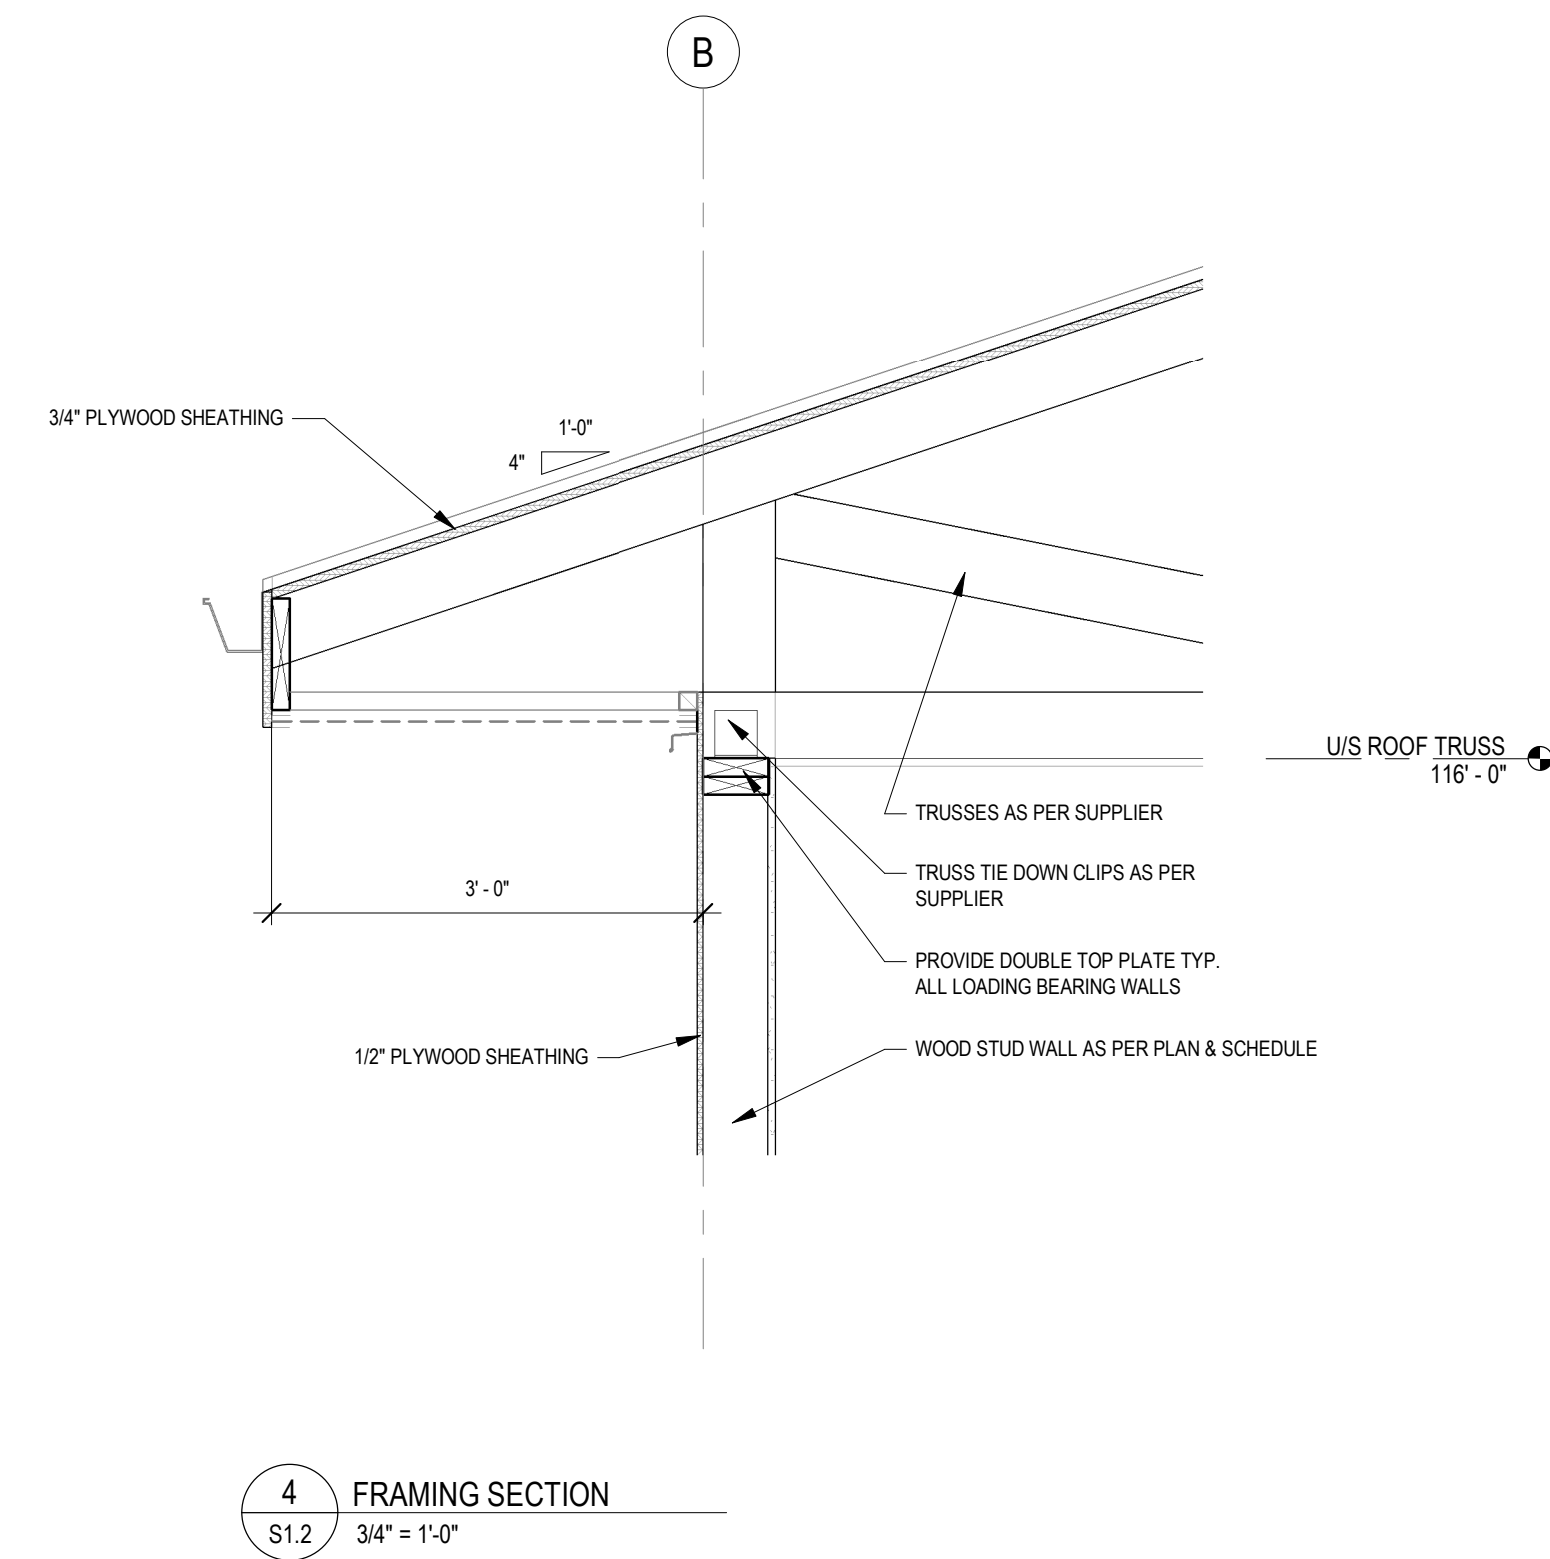 B
3/4" PLYWOOD SHEATHING
1'-0"
4"
U/S ROOF TRUSS
116' - 0"
TRUSSES AS PER SUPPLIER
TRUSS TIE DOWN CLIPS AS PER
SUPPLIER
3' - 0"
PROVIDE DOUBLE TOP PLATE TYP.
ALL LOADING BEARING WALLS
1/2" PLYWOOD SHEATHING
WOOD STUD WALL AS PER PLAN & SCHEDULE
4
FRAMING SECTION
S1.2
3/4" = 1'-0"